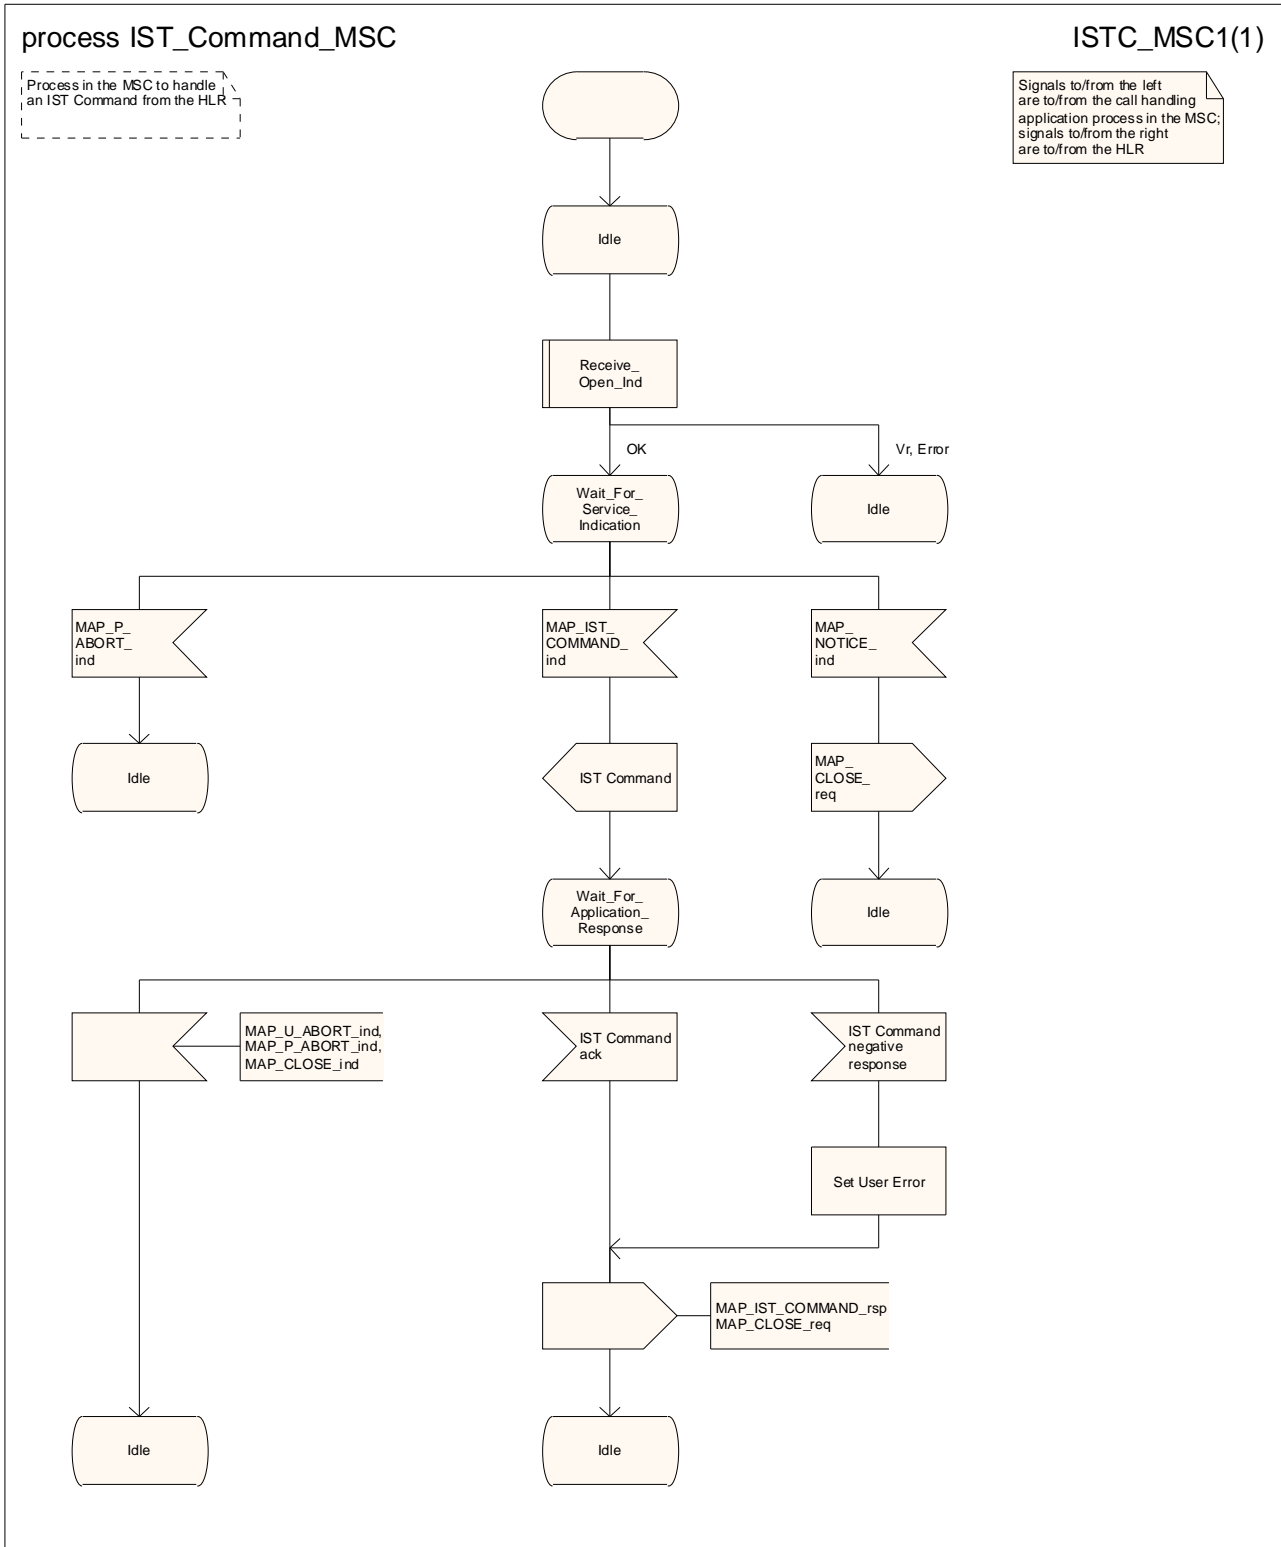 process IST_Command_MSC
ISTC_MSC1(1)
Process in the MSC to handle
an IST Command from the HLR
Signals to/from the left
are to/from the call handling
application process in the MSC;
signals to/from the right
are to/from the HLR
Idle
Receive_
Open_Ind
OK
Vr, Error
Wait_For_
Service_
Indication
Idle
MAP_P_
ABORT_
ind
MAP_IST_
COMMAND_
ind
MAP_
NOTICE_
ind
Idle
IST Command
MAP_
CLOSE_
req
Wait_For_
Application_
Response
Idle
MAP_U_ABORT_ind,
MAP_P_ABORT_ind,
MAP_CLOSE_ind
IST Command
ack
IST Command
negative
response
Set User Error
MAP_IST_COMMAND_rsp
MAP_CLOSE_req
Idle
Idle